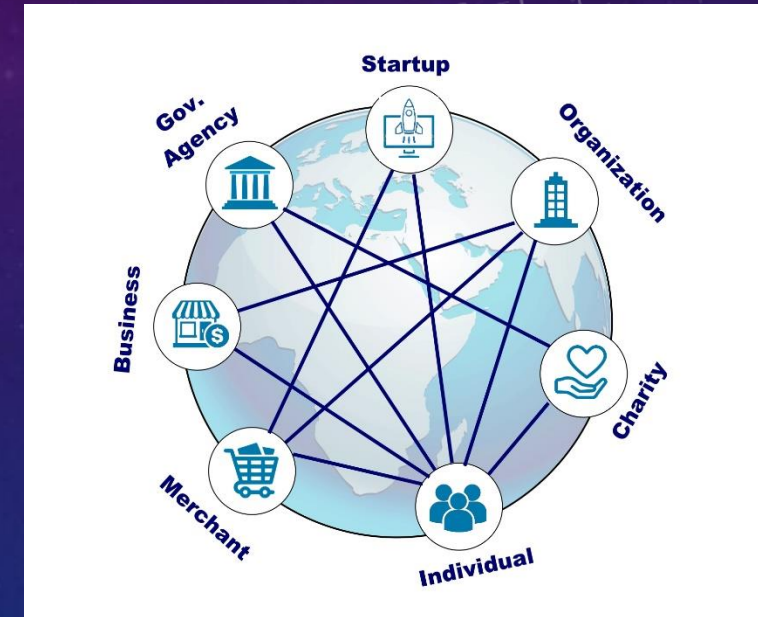 Startup
Gov.
Agency
Organization
Business
$
Charity
Merchant
Individual